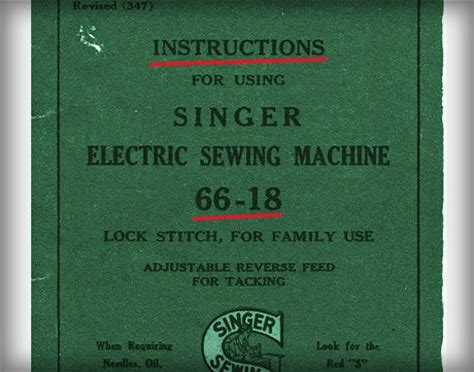 Revised (347)
INSTRUCTIONS
FOR USING
SINGER
ELECTRIC SEWING MACHINE
66-18
LOCK STITCH, FOR FAMILY USE
ADJUSTABLE REVERSE FEED
FOR TACKING
SINGER
SEWING
When Requiring
Needles, Oil,
Look for the
Red "S"